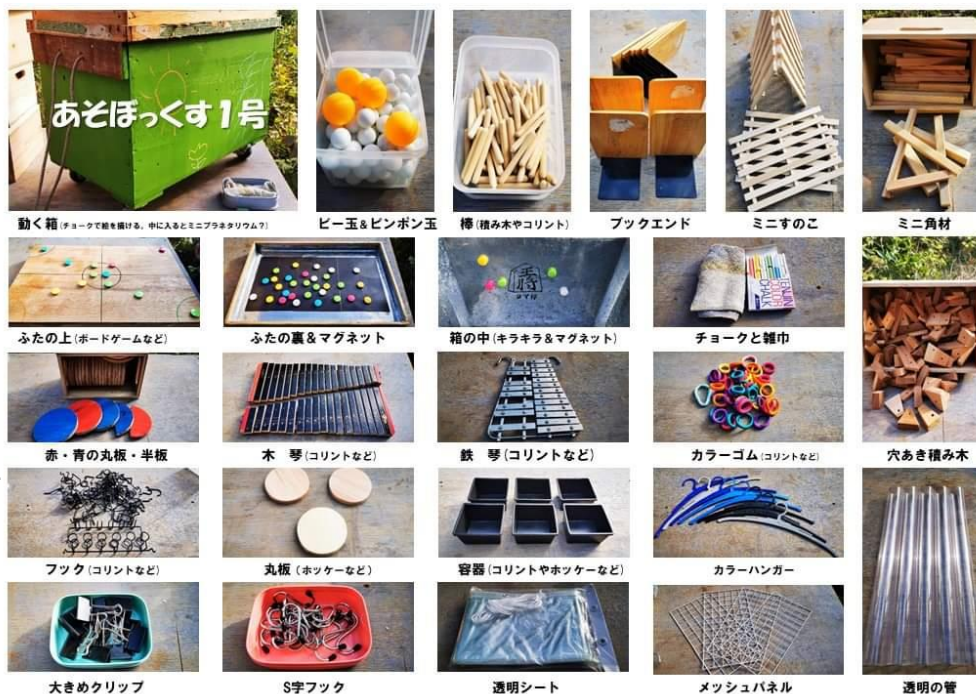 あそぼっくす1号
動く箱(チョークで絵を描ける。中に入るとミニプラネタリウム?)
ビー玉&ピンポン玉
棒(積み木やコリント)
ブックエンド
ミニすのこ
ミニ角材
ふたの上(ボードゲームなど)
ふたの裏&マグネット
箱の中(キラキラ&マグネット)
チョークと雑巾
赤・青の丸板・半板
木 琴(コリントなど)
鉄 琴(コリントなど)
カラーゴム(コリントなど)
穴あき積み木
フック(コリントなど)
丸板(ホッケーなど)
容器(コリントやホッケーなど)
カラーハンガー
大きめクリップ
S字フック
透明シート
メッシュパネル
透明の管